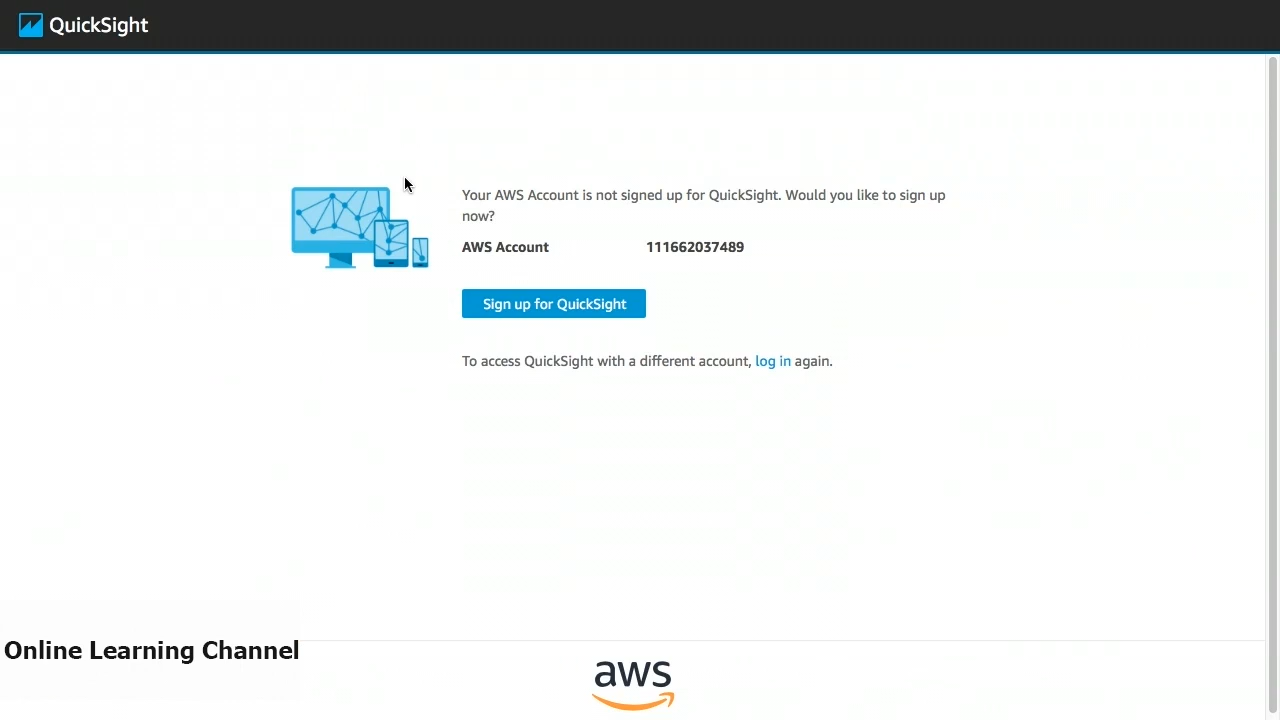 QuickSight
Your AWS Account is not signed up for QuickSight. Would you like to sign up
now?
AWS Account 111662037489
Sign up for QuickSight
To access QuickSight with a different account, log in again.
Online Learning Channel
aws